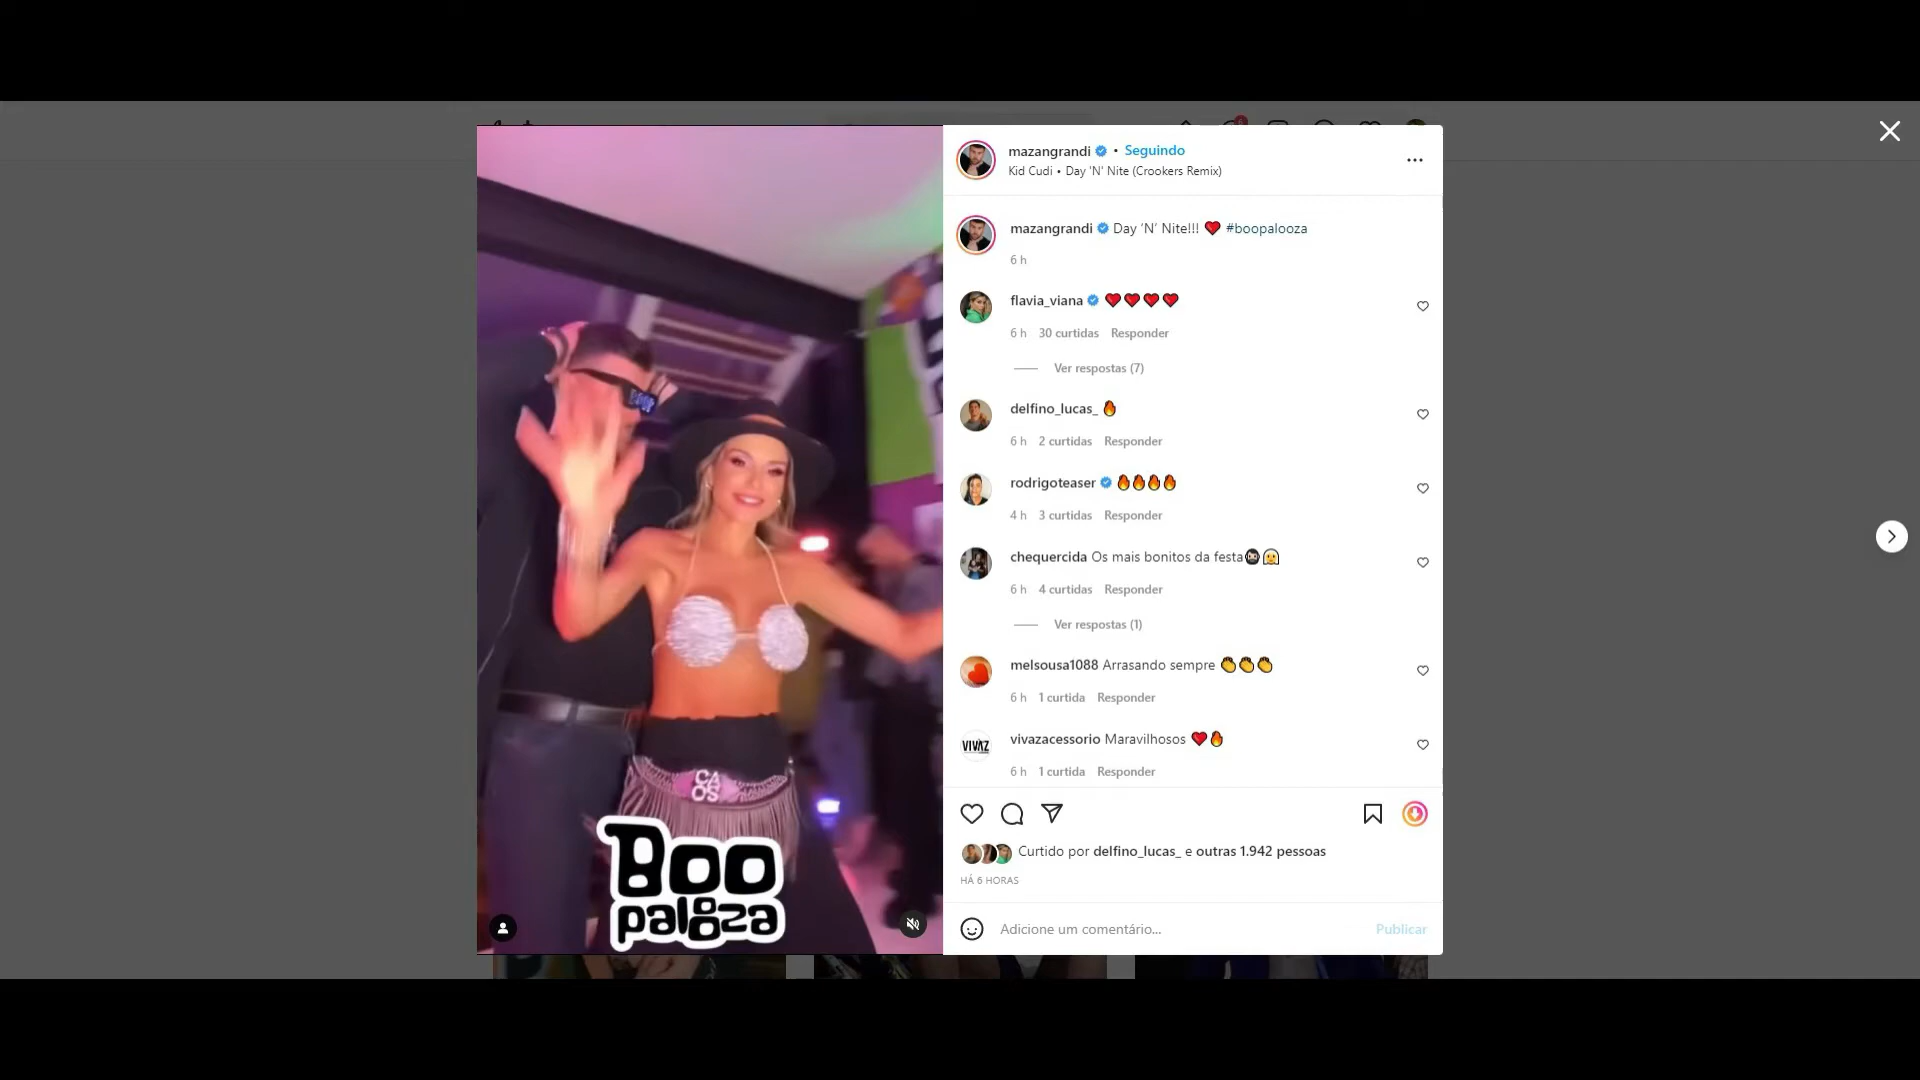 CA
OS
Boo
palooza
mazangrandi • Seguindo
Kid Cudi • Day 'N' Nite (Crookers Remix)
mazangrandi Day ‘N’ Nite!!! ❤️ #boopalooza
6 h
flavia_viana ❤️❤️❤️❤️
6 h 30 curtidas Responder
Ver respostas (7)
delfino_lucas_ 🔥
6 h 2 curtidas Responder
rodrigoteaser 🔥🔥🔥🔥
4 h 3 curtidas Responder
chequercida Os mais bonitos da festa
6 h 4 curtidas Responder
Ver respostas (1)
melsousa1088 Arrasando sempre 👏👏👏
6 h 1 curtida Responder
VIVAZ
vivazacessorio Maravilhosos ❤️🔥
6 h 1 curtida Responder
Curtido por delfino_lucas_ e outras 1.942 pessoas
HÁ 6 HORAS
Adicione um comentário... Publicar